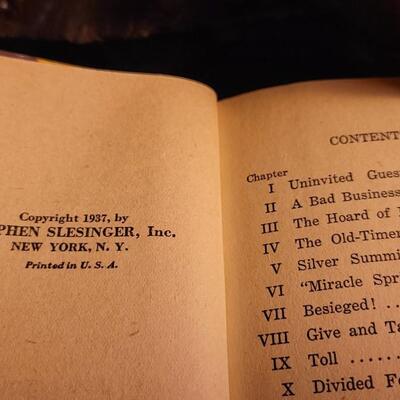 Copyright 1937, by
PHEN SLESINGER, Inc.
NEW YORK, N. Y.
Printed in U. S. A.
CONTENT
Chapter
I Uninvited Gues
II A Bad Business
III The Hoard of
IV The Old-Timer
V Silver Summi
VI "Miracle Spr
VII Besieged! ..
VIII Give and Ta
IX Toll ......
X Divided Fo